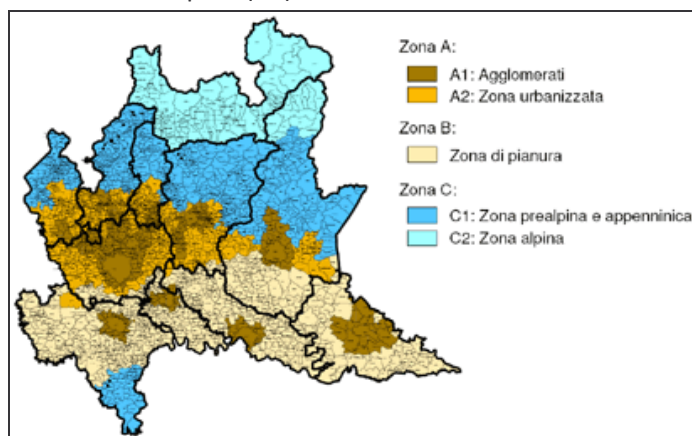 Zona A:
A1: Agglomerati
A2: Zona urbanizzata
Zona B:
Zona di pianura
Zona C:
C1: Zona prealpina e appenninica
C2: Zona alpina